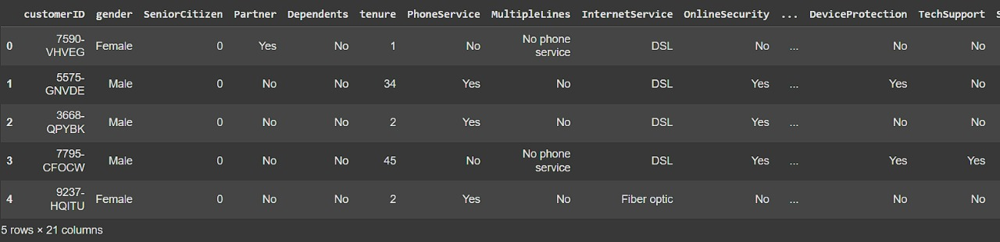 customerID gender SeniorCitizen Partner Dependents tenure PhoneService MultipleLines InternetService OnlineSecurity ... DeviceProtection TechSupport
0 7590-VHVEG Female 0 Yes No 1 No No phone service DSL No ... No No
1 5575-GNVDE Male 0 No No 34 Yes No DSL Yes ... Yes No
2 3668-QPYBK Male 0 No No 2 Yes No DSL Yes ... No No
3 7795-CFOCW Male 0 No No 45 No No phone service DSL Yes ... Yes Yes
4 9237-HQITU Female 0 No No 2 Yes No Fiber optic No ... No No
5 rows × 21 columns